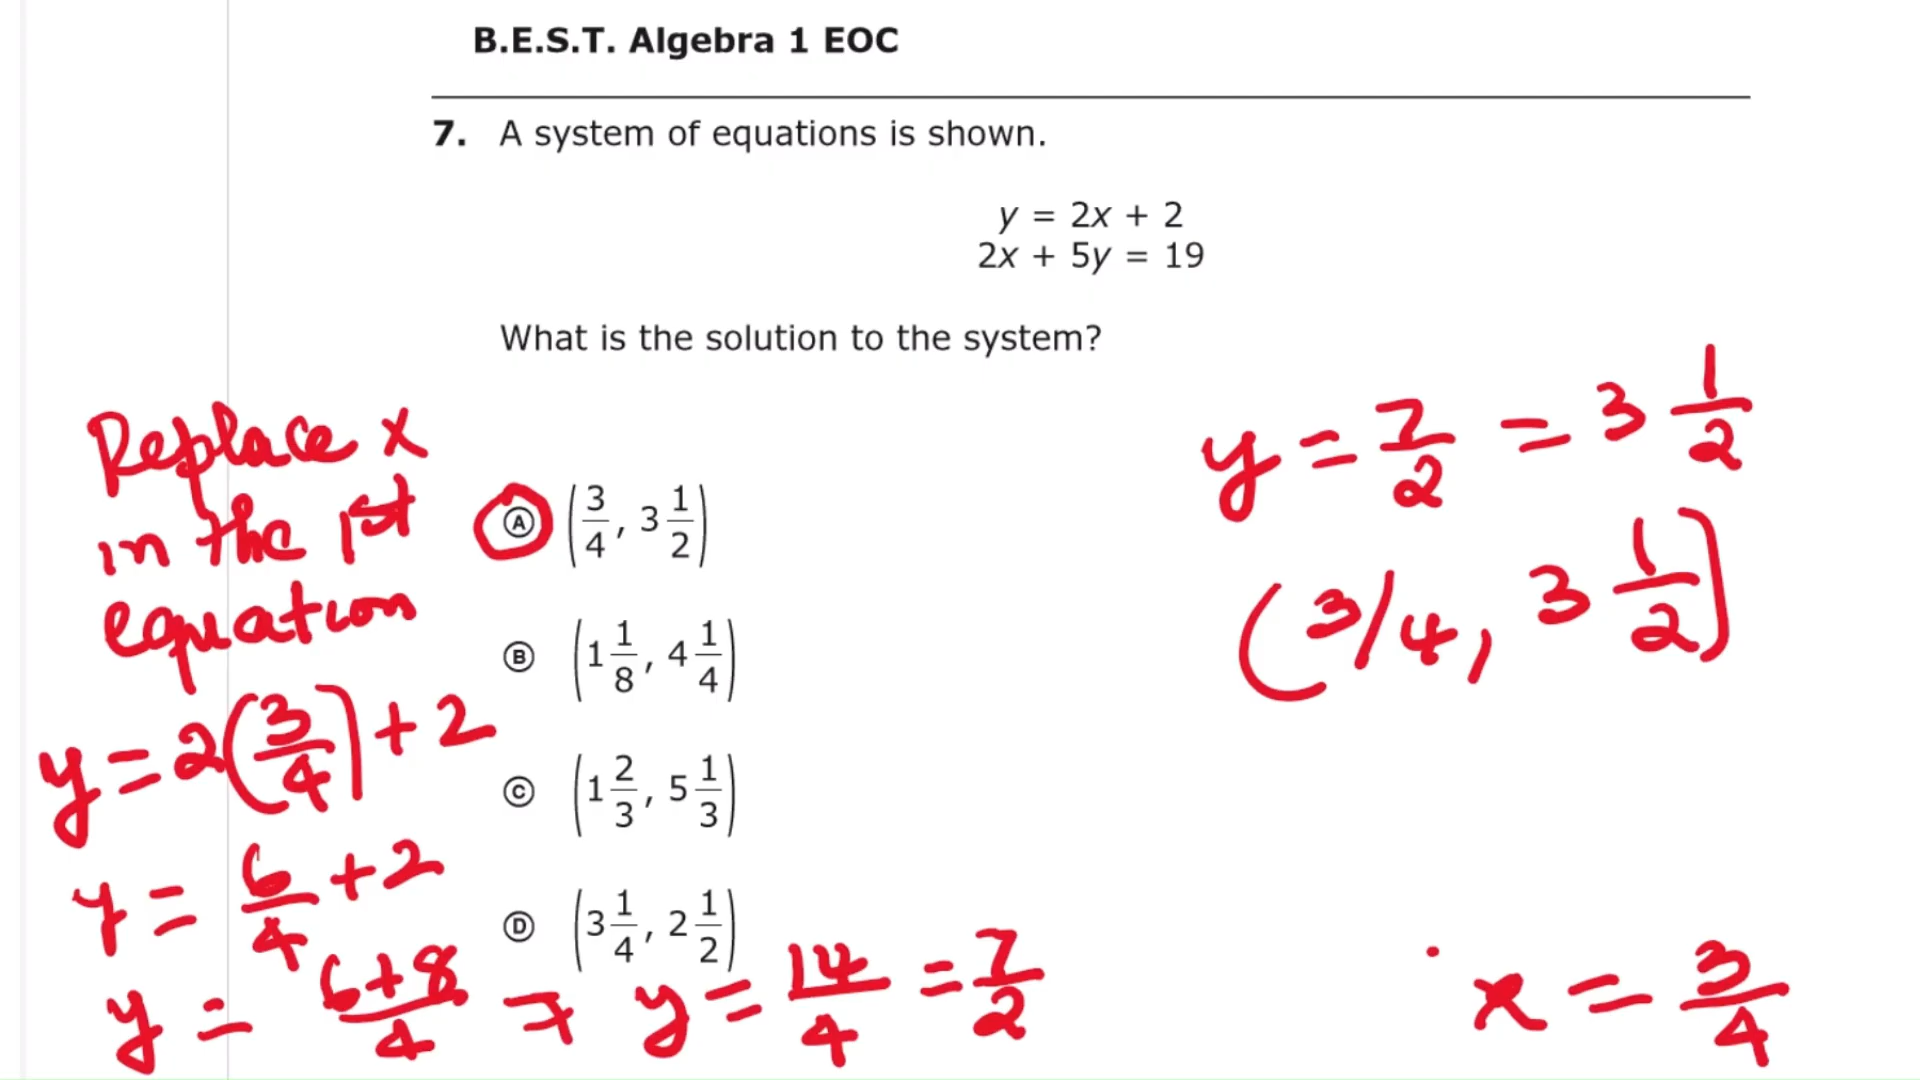 B.E.S.T. Algebra 1 EOC
7. A system of equations is shown.
y = 2x + 2
2x + 5y = 19
What is the solution to the system?
Replace x
in the 1st
equation
y = 2(3/4) + 2
y = 6/4 + 2
y = 6+8/4 → y = 14/4 = 7/2
A (3/4, 3 1/2)
B (1 1/8, 4 1/4)
C (1 2/3, 5 1/3)
D (3 1/4, 2 1/2)
y = 7/2 = 3 1/2
(3/4, 3 1/2)
x = 3/4